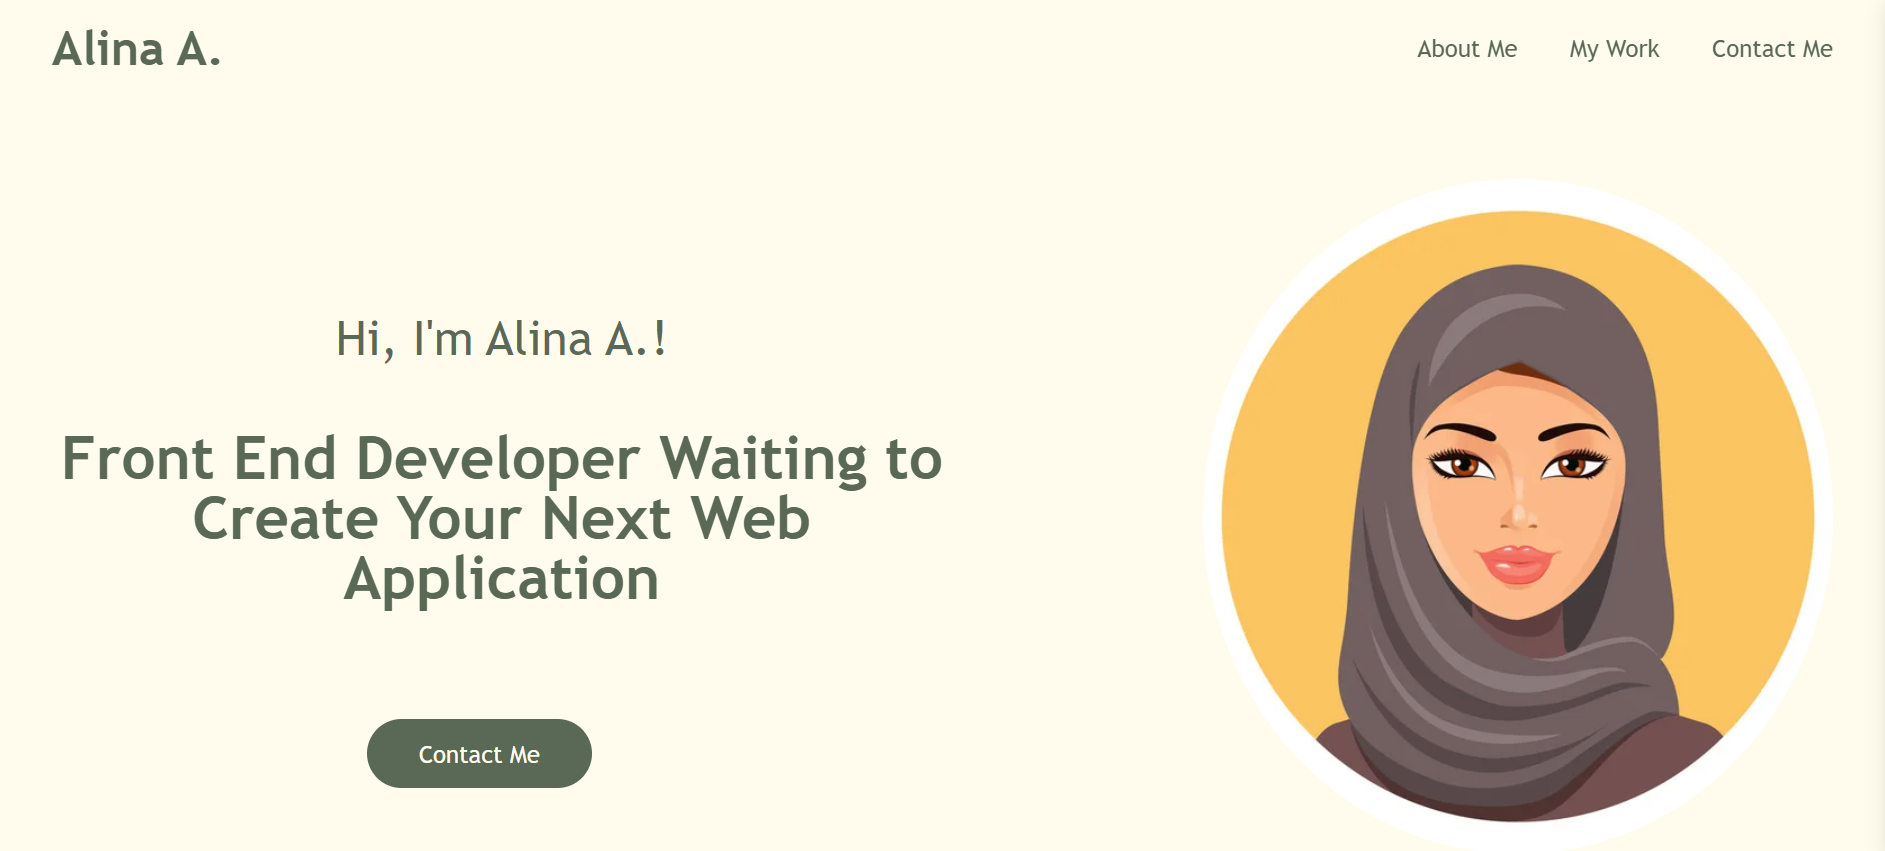 Alina A.
About Me
My Work
Contact Me
Hi, I'm Alina A.!
Front End Developer Waiting to
Create Your Next Web
Application
Contact Me